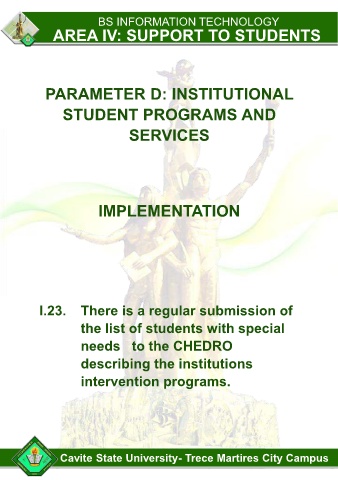 BS INFORMATION TECHNOLOGY
AREA IV: SUPPORT TO STUDENTS
PARAMETER D: INSTITUTIONAL
STUDENT PROGRAMS AND
SERVICES
IMPLEMENTATION
I.23. There is a regular submission of
the list of students with special
needs to the CHEDRO
describing the institutions
intervention programs.
Cavite State University- Trece Martires City Campus